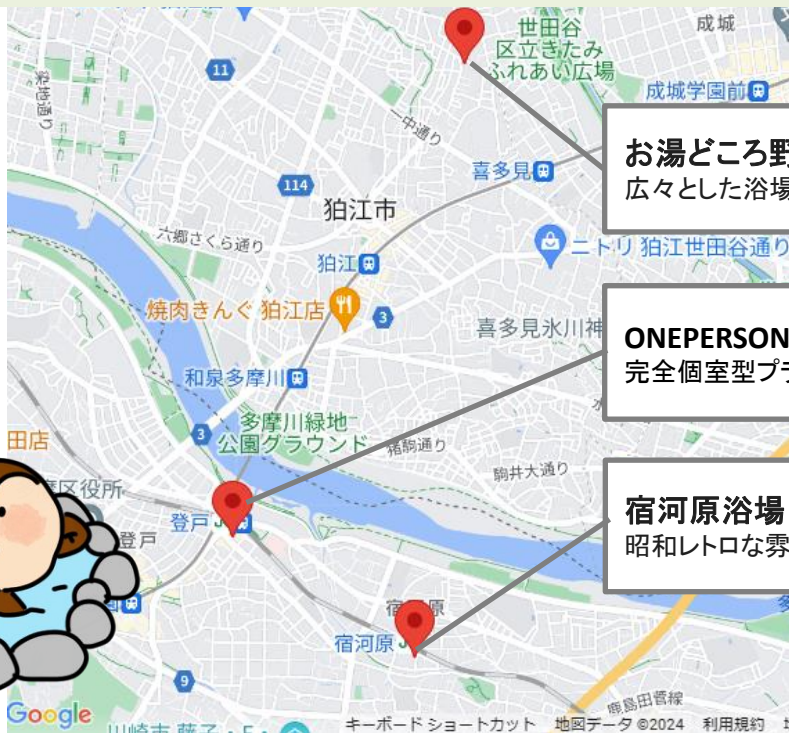 世田谷
区立きたみ
ふれあい広場
成城
11
染地通り
一中通り
成城学園前
喜多見
お湯どころ野
広々とした浴場
114
狛江市
六郷さくら通り
狛江
ニトリ 狛江世田谷通り
焼肉きんぐ 狛江店
3
喜多見氷川神
ONEPERSON
完全個室型プラ
和泉多摩川
多摩川緑地
公園グラウンド
3
猪駒通り
田店
駒井大通り
区役所
宿河原浴場
昭和レトロな雰
登戸
登戸
宿河原
宿河原
9
鹿島田菅線
Google
川崎市 藤子・F・
キーボード ショートカット 地図データ ©2024 利用規約